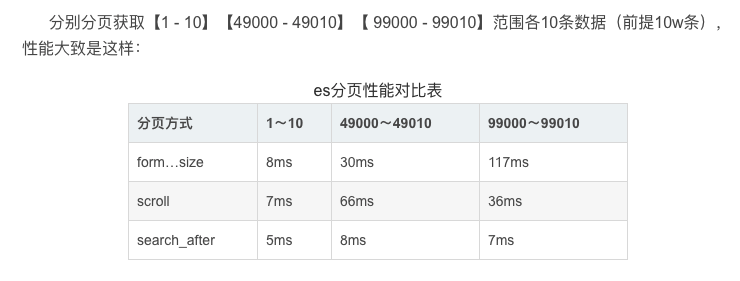 分别分页获取【1 - 10】【49000 - 49010】【 99000 - 99010】范围各10条数据（前提10w条），
性能大致是这样：
es分页性能对比表
分页方式 1～10 49000～49010 99000～99010
form…size 8ms 30ms 117ms
scroll 7ms 66ms 36ms
search_after 5ms 8ms 7ms